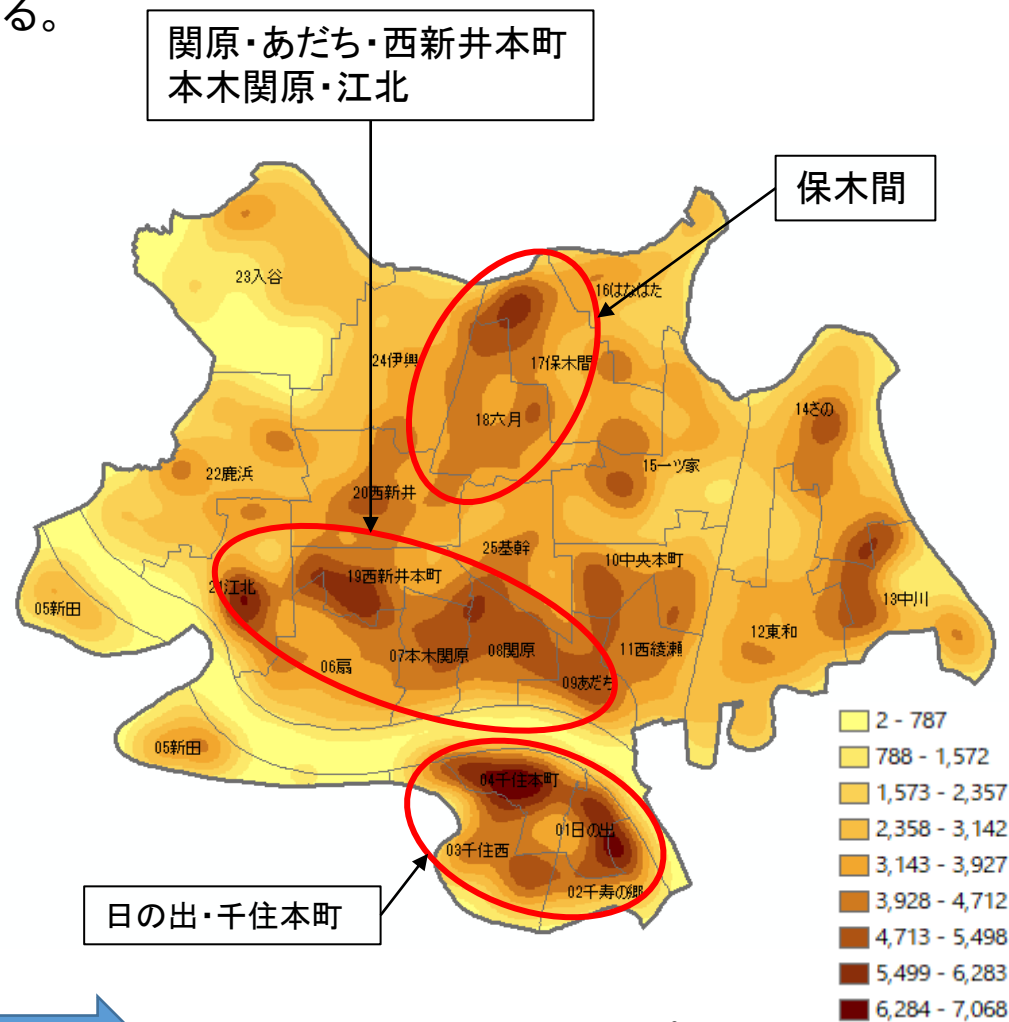 る。
関原・あだち・西新井本町
本木関原・江北
保木間
23入谷
16はなはた
24伊興
17保木間
14さの
18六月
15一ツ家
22鹿浜
20西新井
25基幹
10中央本町
19西新井本町
21江北
05新田
13中川
12東和
11西綾瀬
07本木関原
08関原
06扇
09あだち
05新田
04千住本町
01日の出
03千住西
02千寿の郷
日の出・千住本町
2 - 787
788 - 1,572
1,573 - 2,357
2,358 - 3,142
3,143 - 3,927
3,928 - 4,712
4,713 - 5,498
5,499 - 6,283
6,284 - 7,068